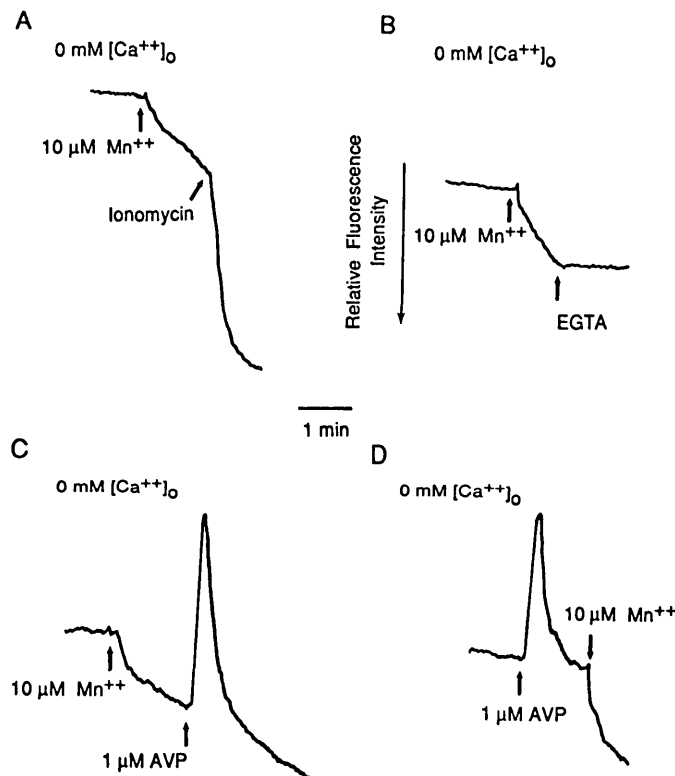 A
0 mM [Ca++]o
10 µM Mn++
Ionomycin
B
0 mM [Ca++]o
Relative Fluorescence
Intensity
10 µM Mn++
EGTA
1 min
C
0 mM [Ca++]o
10 µM Mn++
1 µM AVP
D
0 mM [Ca++]o
10 µM Mn++
1 µM AVP